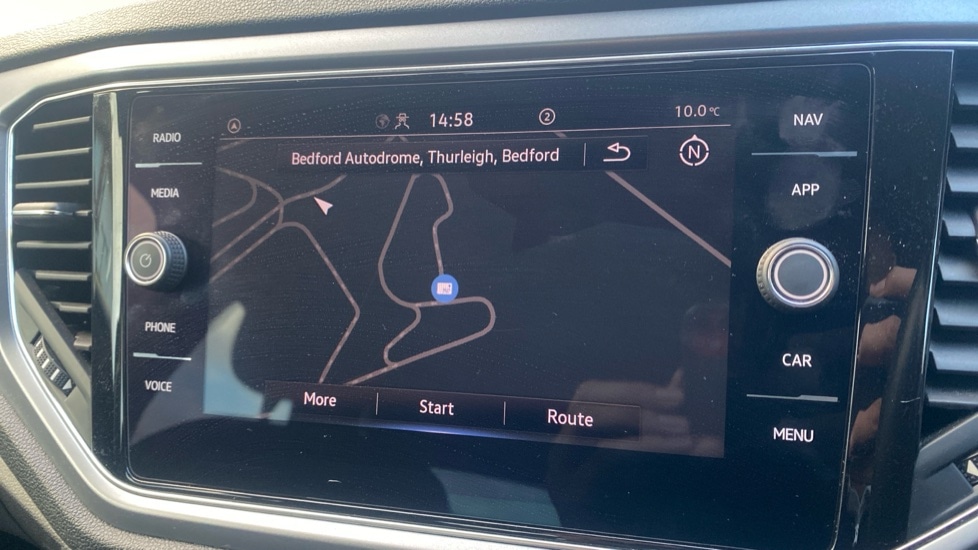 14:58
2
10.0 °C
Bedford Autodrome, Thurleigh, Bedford
N
RADIO
MEDIA
PHONE
VOICE
NAV
APP
CAR
MENU
More
Start
Route